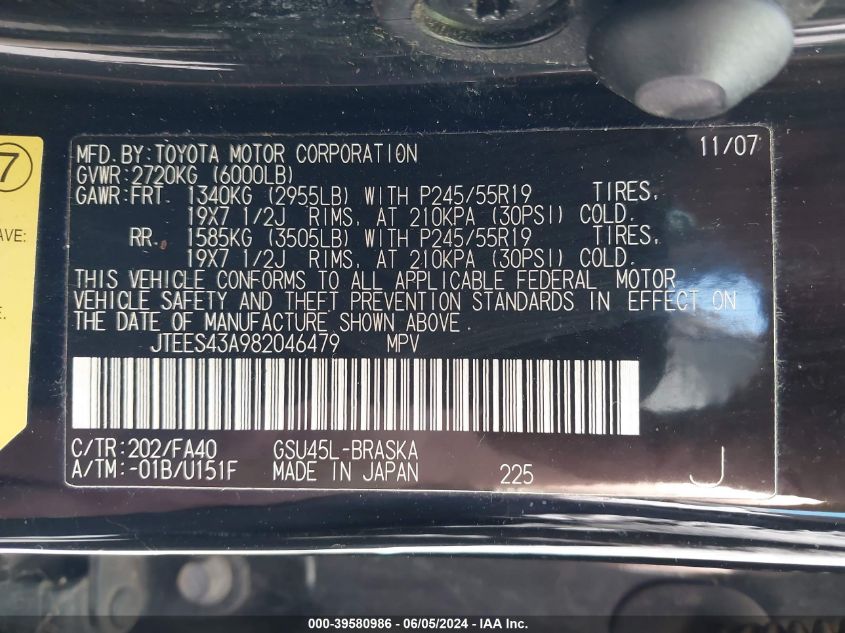 7
AVE:
E.
MFD. BY: TOYOTA MOTOR CORPORATION 11/07
GVWR: 2720KG (6000LB)
GAWR: FRT. 1340KG (2955LB) WITH P245/55R19 TIRES,
19X7 1/2J RIMS, AT 210KPA (30PSI) COLD.
RR. 1585KG (3505LB) WITH P245/55R19 TIRES,
19X7 1/2J RIMS, AT 210KPA (30PSI) COLD.
THIS VEHICLE CONFORMS TO ALL APPLICABLE FEDERAL MOTOR
VEHICLE SAFETY AND THEFT PREVENTION STANDARDS IN EFFECT ON
THE DATE OF MANUFACTURE SHOWN ABOVE.
JTEES43A982046479 MPV
C/TR: 202/FA40 GSU45L-BRASKA
A/TM: -01B/U151F MADE IN JAPAN 225 J
000-39580986 - 06/05/2024 - IAA Inc.